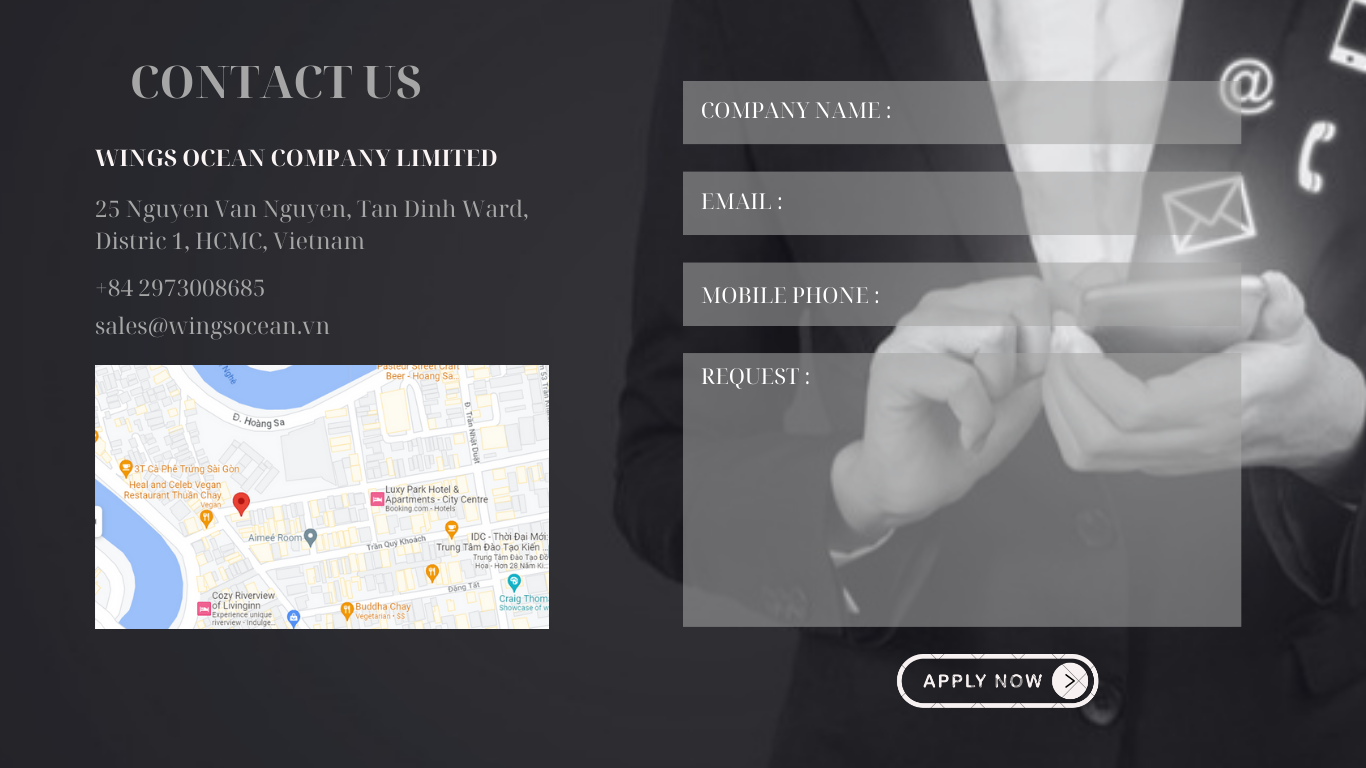 CONTACT US
WINGS OCEAN COMPANY LIMITED
25 Nguyen Van Nguyen, Tan Dinh Ward,
Distric 1, HCMC, Vietnam
+84 2973008685
sales@wingsocean.vn
Pasteur Street Craft
Beer - Hoang Sa
Nghè
Đ. Hoàng Sa
Đ. Trần Nhật Duật
3T Cà Phê Trứng Sài Gòn
Heal and Celeb Vegan
Restaurant Thuần Chay
Vegan
Luxy Park Hotel &
Apartments - City Centre
Booking.com - Hotels
Aimeé Room
Trần Quý Khoách
IDC - Thời Đại Mới:
Trung Tâm Đào Tạo Kiến ...
Trung Tâm Đào Tạo Đồ
Họa - Hơn 28 Năm Ki...
Đặng Tất
Craig Thom
Showcase of w
Cozy Riverview
of Livinginn
Experience unique
riverview - Indulge...
Buddha Chay
Vegetarian - $$
COMPANY NAME :
EMAIL :
MOBILE PHONE :
REQUEST :
APPLY NOW
@